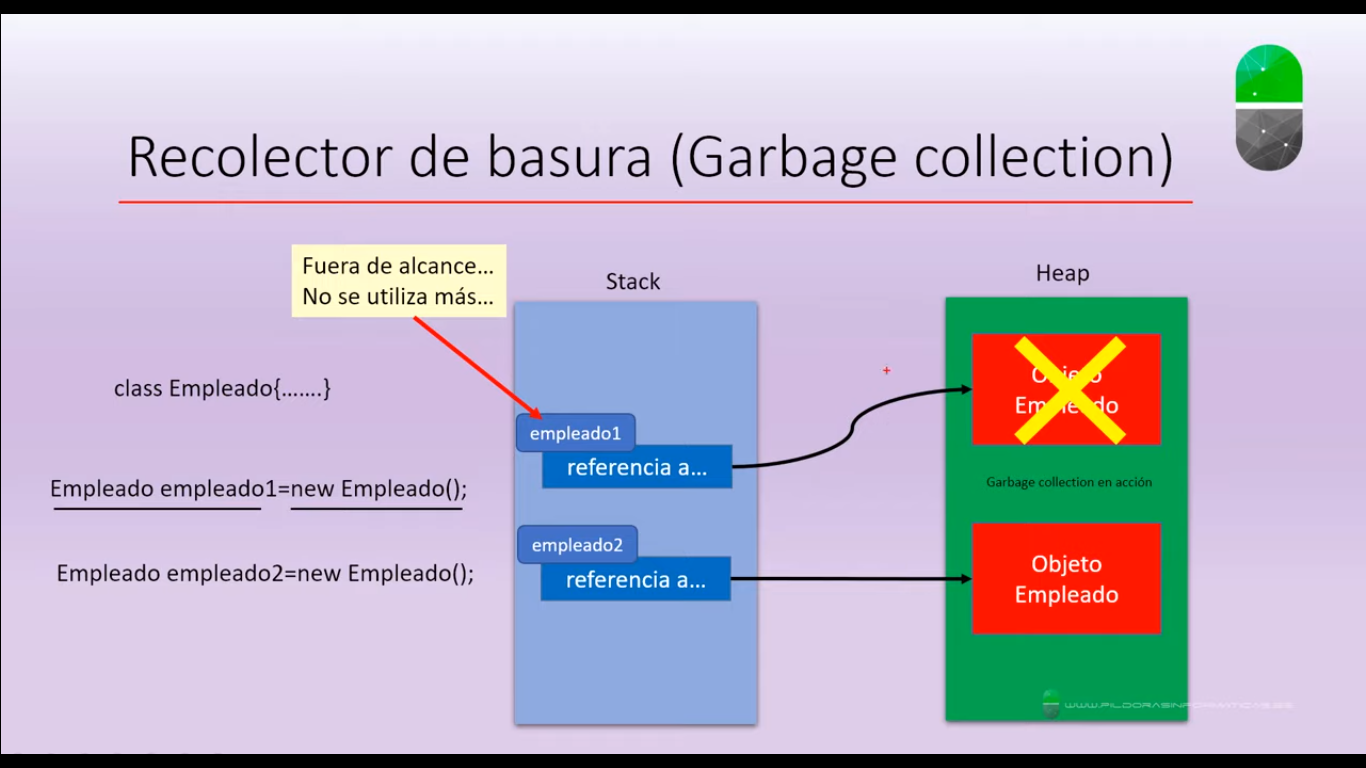 Recolector de basura (Garbage collection)
Fuera de alcance...
No se utiliza más...
Stack
Heap
class Empleado{.......}
Empleado empleado1=new Empleado();
Empleado empleado2=new Empleado();
empleado1
referencia a...
empleado2
referencia a...
Objeto
Empleado
Garbage collection en acción
Objeto
Empleado
WWW.PILDORASINFORMATICAS.ES